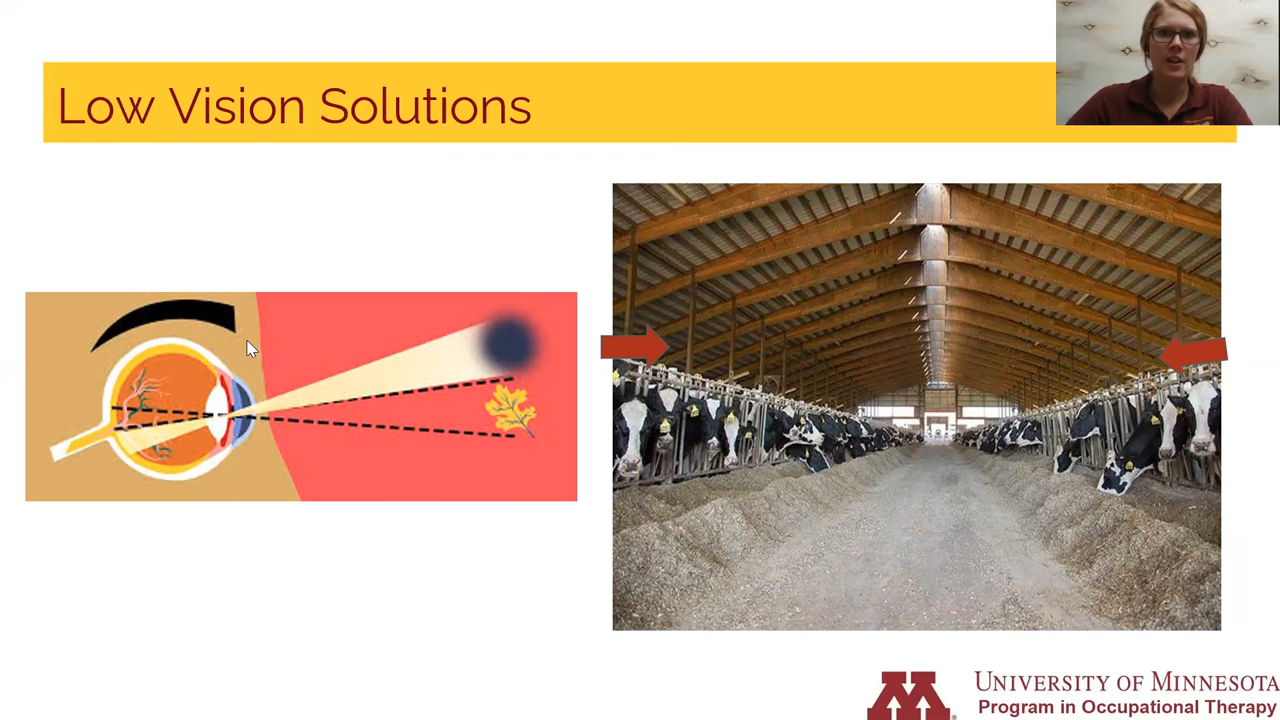 Low Vision Solutions
M
UNIVERSITY OF MINNESOTA
Program in Occupational Therapy